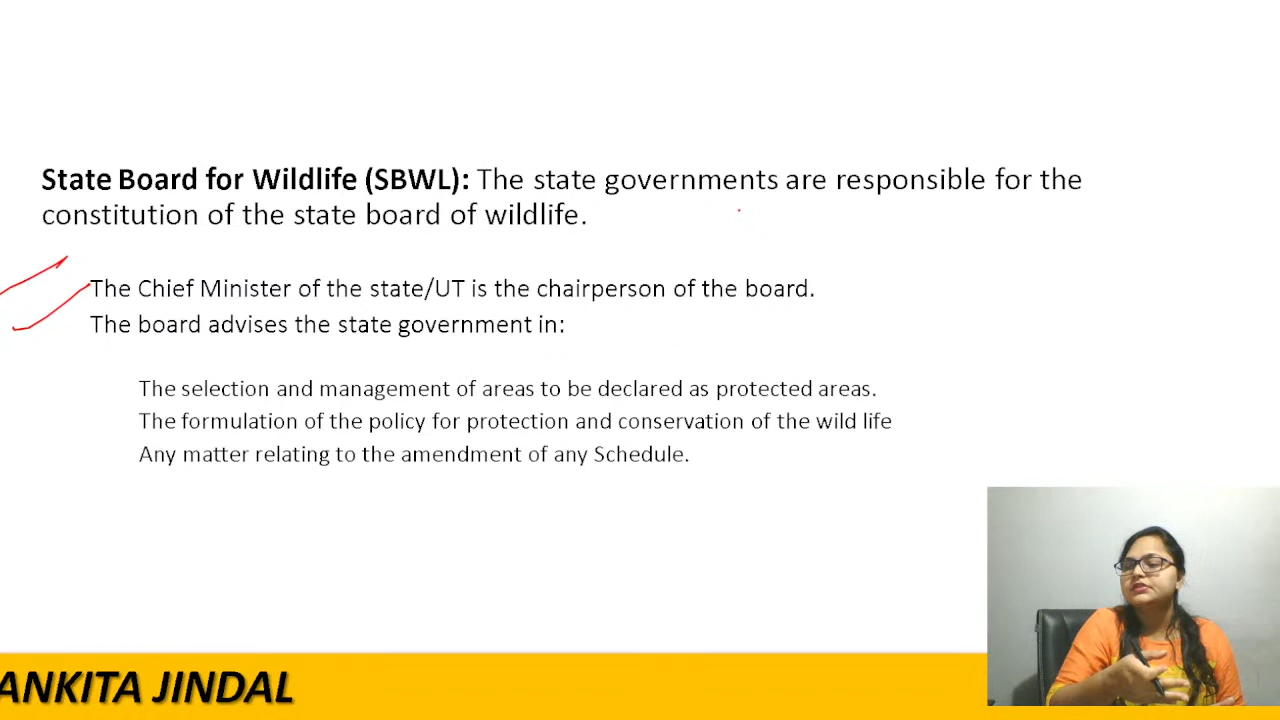 State Board for Wildlife (SBWL): The state governments are responsible for the
constitution of the state board of wildlife.
The Chief Minister of the state/UT is the chairperson of the board.
The board advises the state government in:
The selection and management of areas to be declared as protected areas.
The formulation of the policy for protection and conservation of the wild life
Any matter relating to the amendment of any Schedule.
ANKITA JINDAL